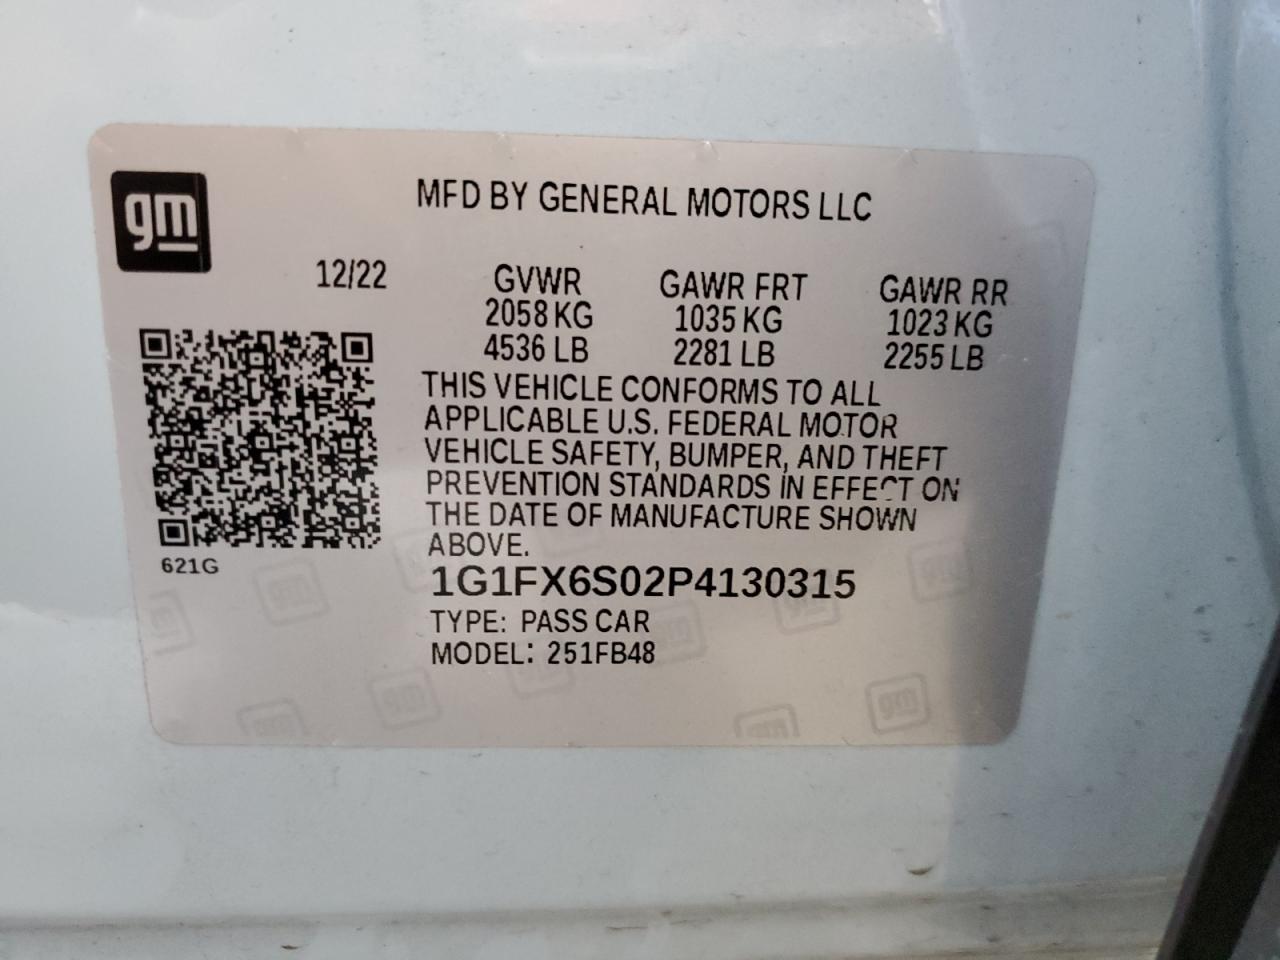 gm
MFD BY GENERAL MOTORS LLC
12/22
GVWR GAWR FRT GAWR RR
2058 KG 1035 KG 1023 KG
4536 LB 2281 LB 2255 LB
THIS VEHICLE CONFORMS TO ALL
APPLICABLE U.S. FEDERAL MOTOR
VEHICLE SAFETY, BUMPER, AND THEFT
PREVENTION STANDARDS IN EFFECT ON
THE DATE OF MANUFACTURE SHOWN
ABOVE.
621G
1G1FX6S02P4130315
TYPE: PASS CAR
MODEL: 251FB48